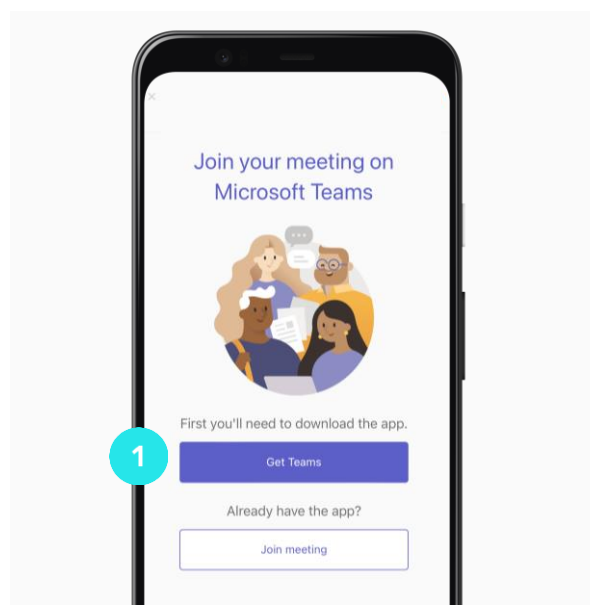 Join your meeting on
Microsoft Teams
First you'll need to download the app.
1
Get Teams
Already have the app?
Join meeting